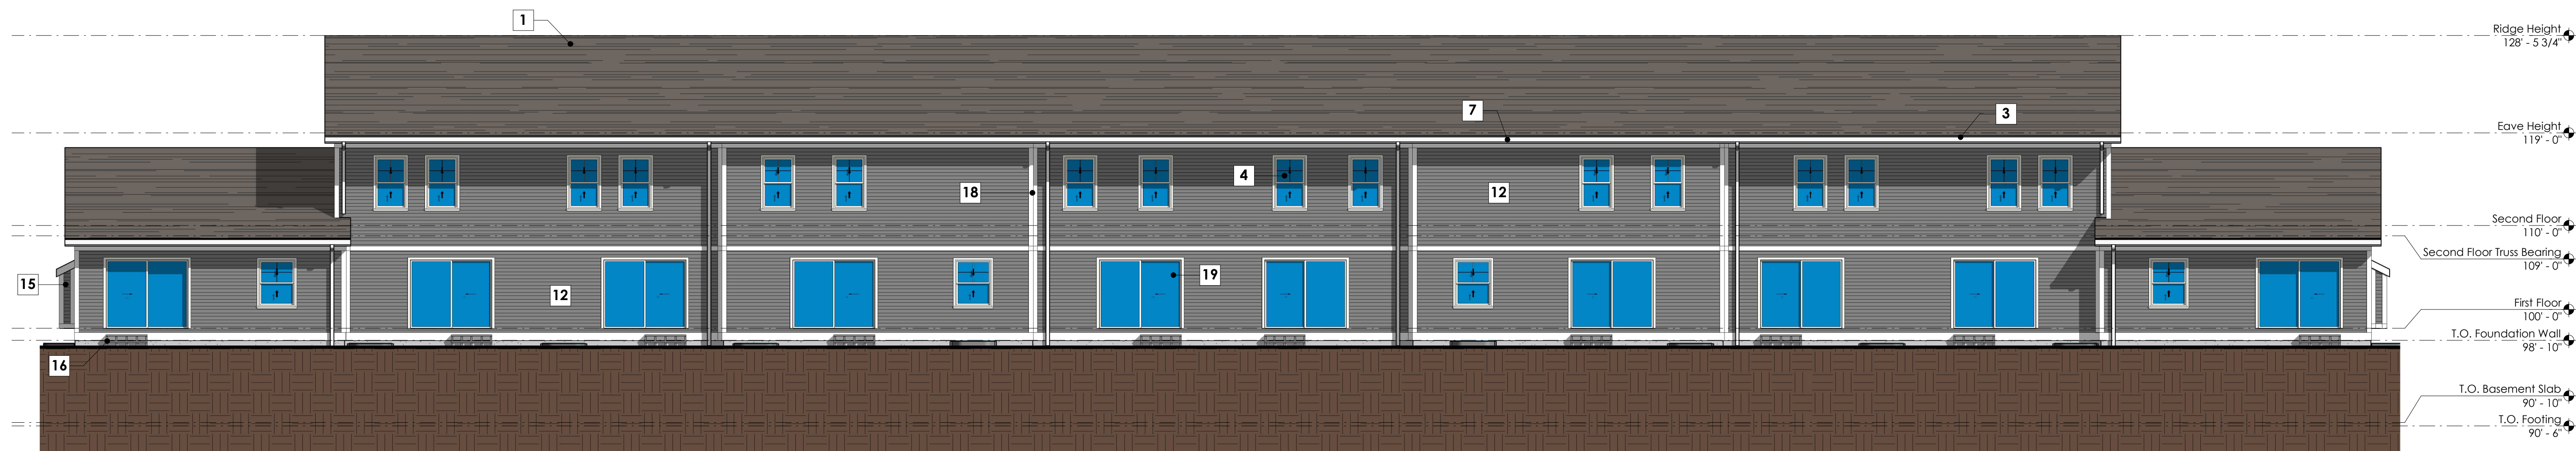 1
Ridge Height
128' - 5 3/4"
7
3
Eave Height
119' - 0"
4
18
12
Second Floor
110' - 0"
Second Floor Truss Bearing
109' - 0"
15
19
12
First Floor
100' - 0"
T.O. Foundation Wall
98' - 10"
16
T.O. Basement Slab
90' - 10"
T.O. Footing
90' - 6"